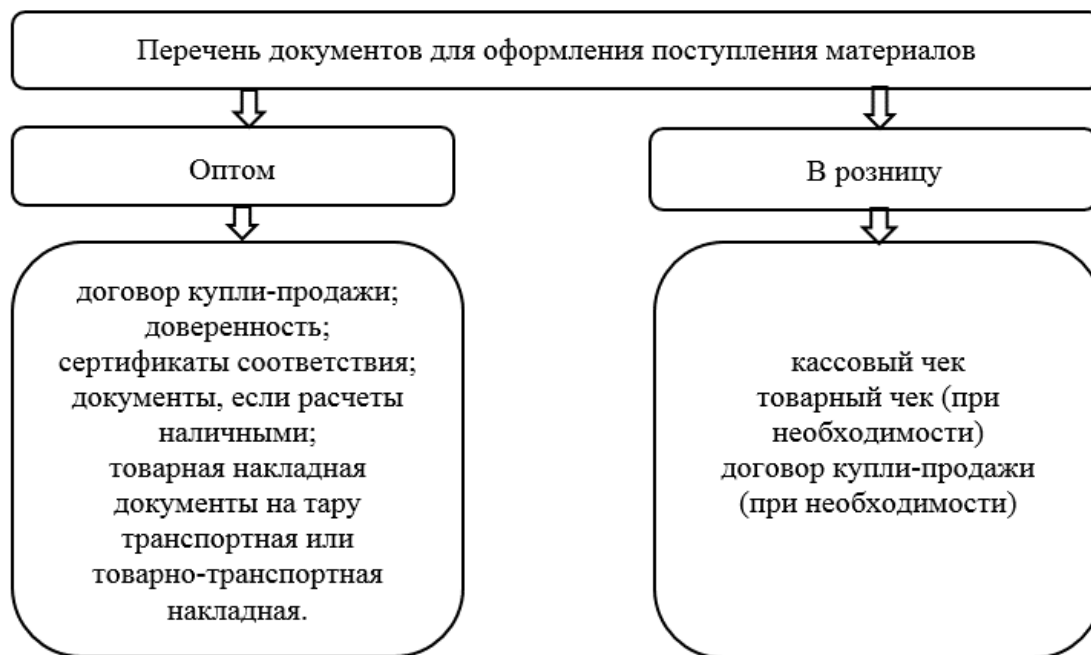 Перечень документов для оформления поступления материалов
Оптом
В розницу
договор купли-продажи;
доверенность;
сертификаты соответствия;
документы, если расчеты
наличными;
товарная накладная
документы на тару
транспортная или
товарно-транспортная
накладная.
кассовый чек
товарный чек (при
необходимости)
договор купли-продажи
(при необходимости)